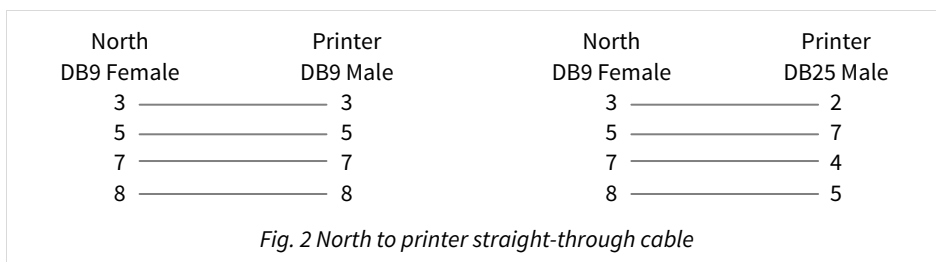 North Printer North Printer
DB9 Female DB9 Male DB9 Female DB25 Male
3 3 3 2
5 5 5 7
7 7 7 4
8 8 8 5
Fig. 2 North to printer straight-through cable